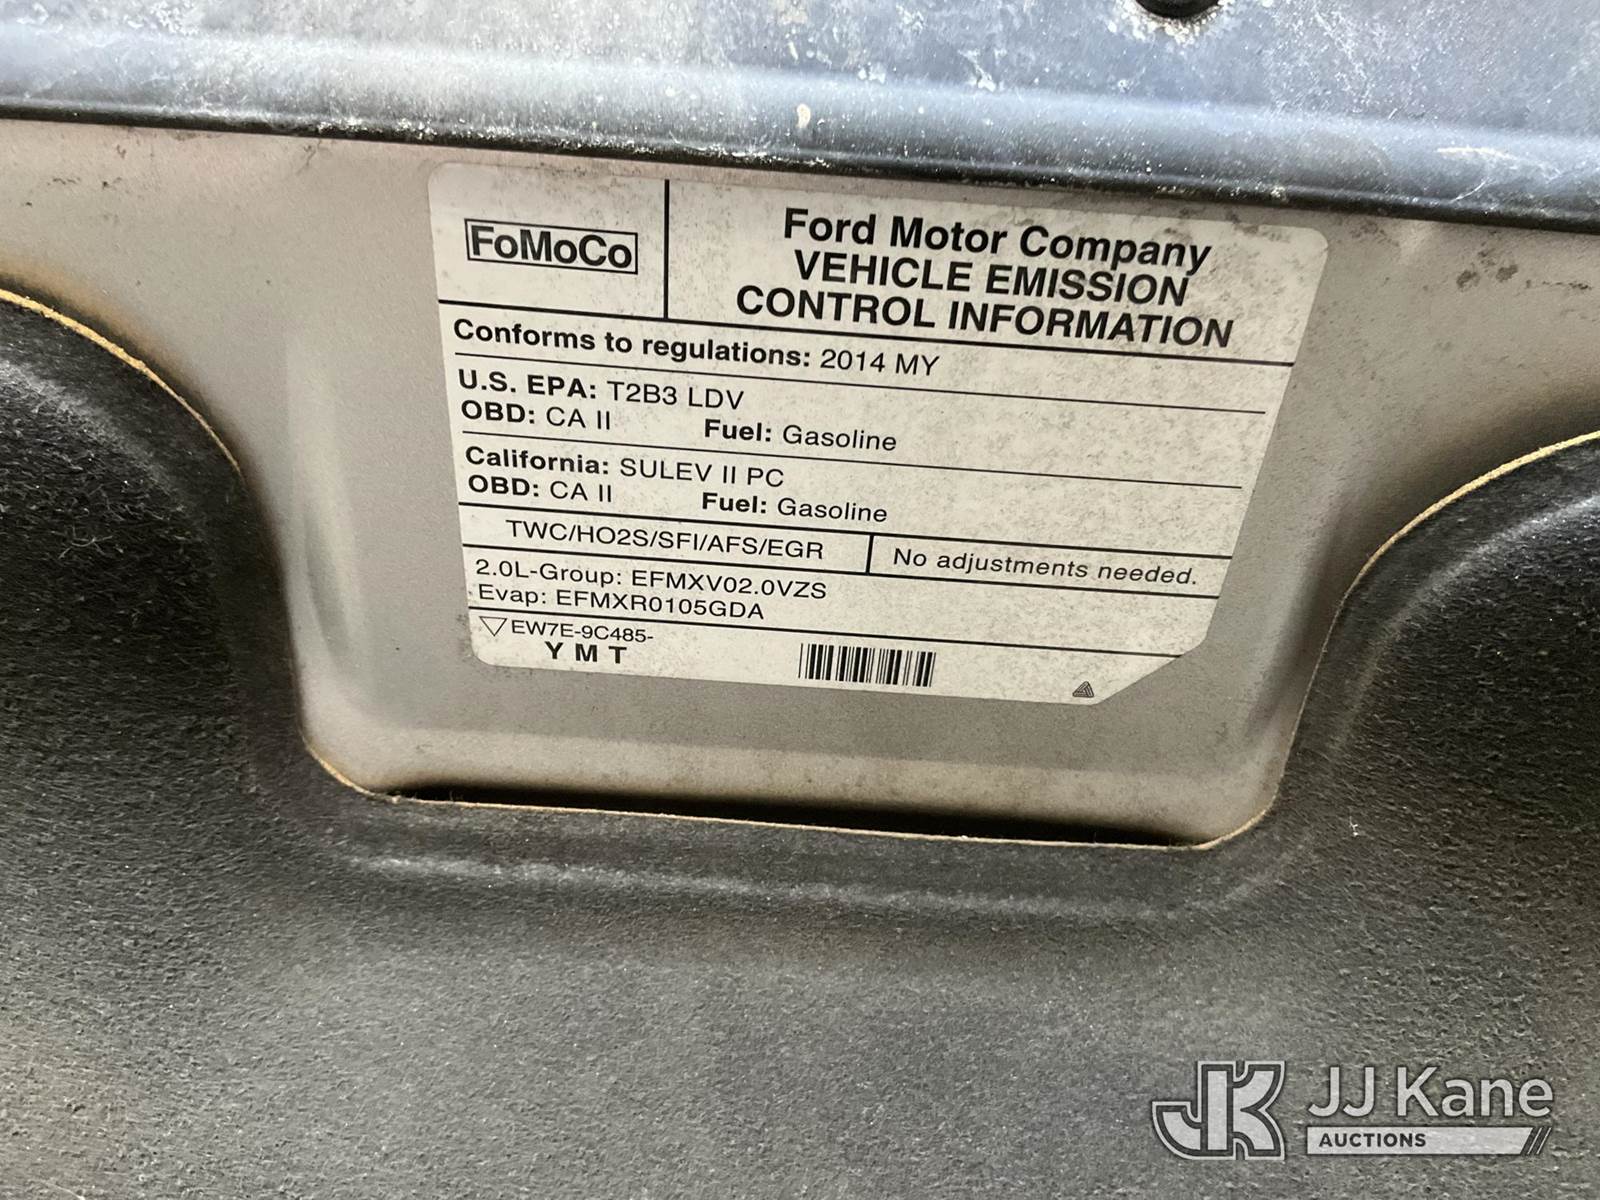 FoMoCo
Ford Motor Company
VEHICLE EMISSION
CONTROL INFORMATION
Conforms to regulations: 2014 MY
U.S. EPA: T2B3 LDV
OBD: CA II Fuel: Gasoline
California: SULEV II PC
OBD: CA II Fuel: Gasoline
TWC/HO2S/SFI/AFS/EGR No adjustments needed.
2.0L-Group: EFMXV02.0VZS
Evap: EFMXR0105GDA
EW7E-9C485-
Y M T
JK JJ Kane
AUCTIONS